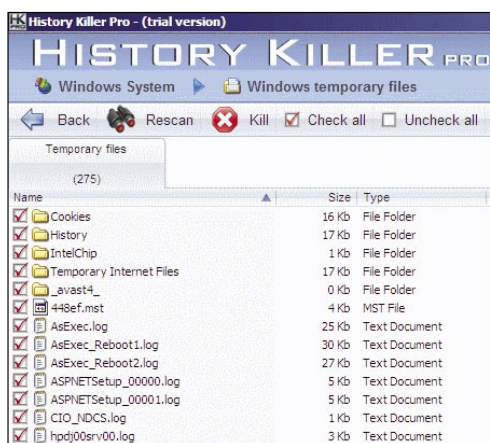 HK PRO History Killer Pro - (trial version)
HISTORY KILLER PRO
Windows System Windows temporary files
Back Rescan Kill Check all Uncheck all
Temporary files
(275)
Name Size Type
Cookies 16 Kb File Folder
History 17 Kb File Folder
IntelChip 1 Kb File Folder
Temporary Internet Files 17 Kb File Folder
_avast4_ 0 Kb File Folder
448ef.mst 4 Kb MST File
AsExec.log 25 Kb Text Document
AsExec_Reboot1.log 30 Kb Text Document
AsExec_Reboot2.log 27 Kb Text Document
ASPNETSetup_00000.log 5 Kb Text Document
ASPNETSetup_00001.log 5 Kb Text Document
CIO_NDCS.log 1 Kb Text Document
hpdj00srv00.log 3 Kb Text Document